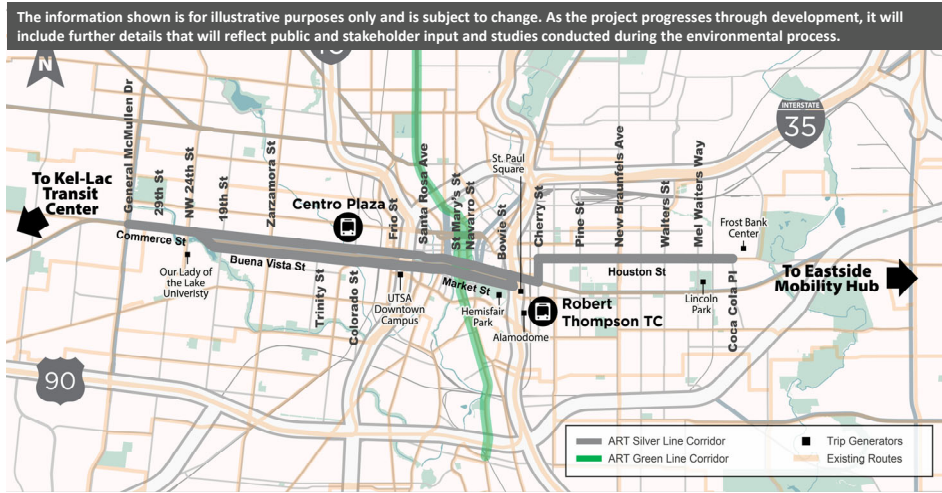 The information shown is for illustrative purposes only and is subject to change. As the project progresses through development, it will
include further details that will reflect public and stakeholder input and studies conducted during the environmental process.
N
INTERSTATE
35
General McMullen Dr
29th St
NW 24th St
19th St
Zarzamora St
Frio St
Santa Rosa Ave
St Mary's St
Navarro St
Bowie St
St. Paul
Square
Cherry St
Pine St
New Braunfels Ave
Walters St
Mel Waiters Way
To Kel-Lac
Transit
Center
Centro Plaza
Frost Bank
Center
Commerce St
Buena Vista St
Market St
Houston St
Our Lady of
the Lake
Univeristy
Trinity St
Colorado St
UTSA
Downtown
Campus
Hemisfair
Park
Alamodome
Robert
Thompson TC
Lincoln
Park
Coca Cola Pl
To Eastside
Mobility Hub
90
ART Silver Line Corridor
ART Green Line Corridor
Trip Generators
Existing Routes